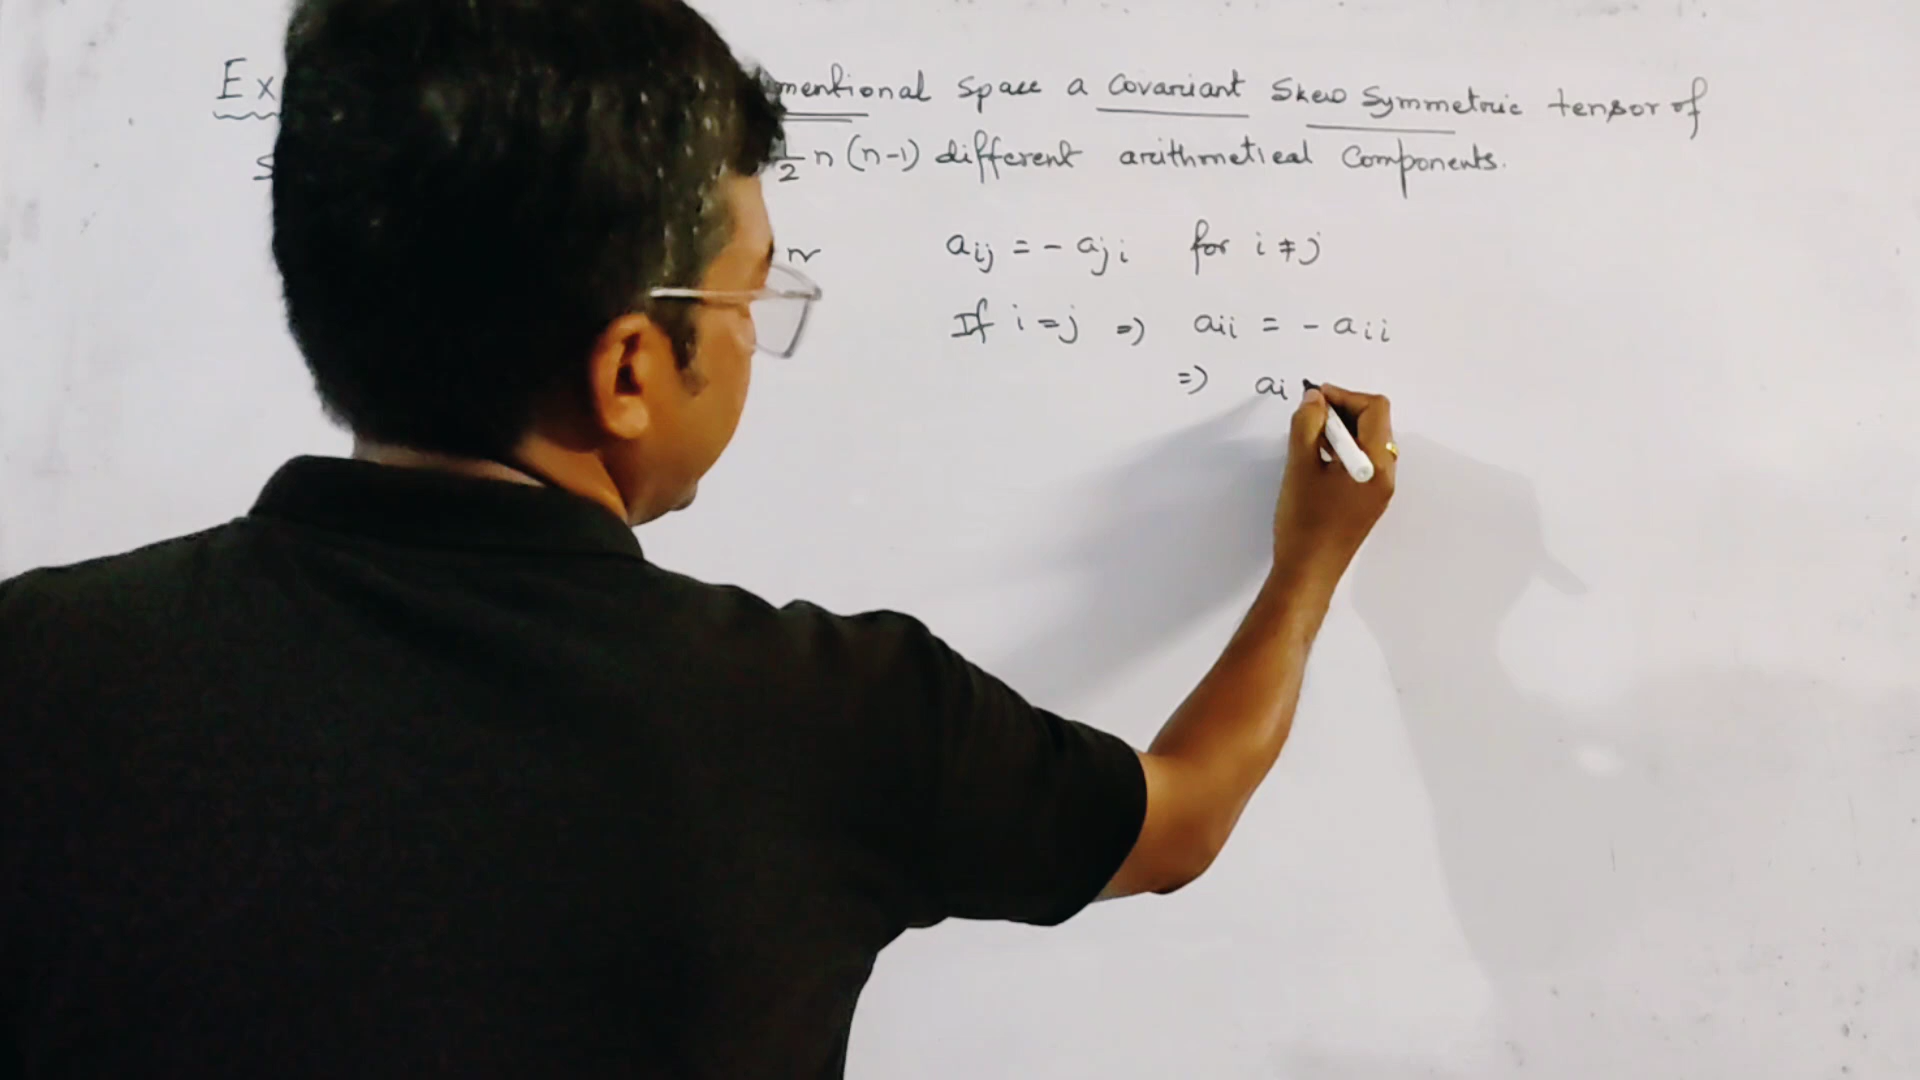 Ex mentional space a covariant skew symmetric tensor of
s 1/2 n (n-1) different arithmetical components.
aij = - aji for i ≠ j
If i = j => aii = - aii
=> ai